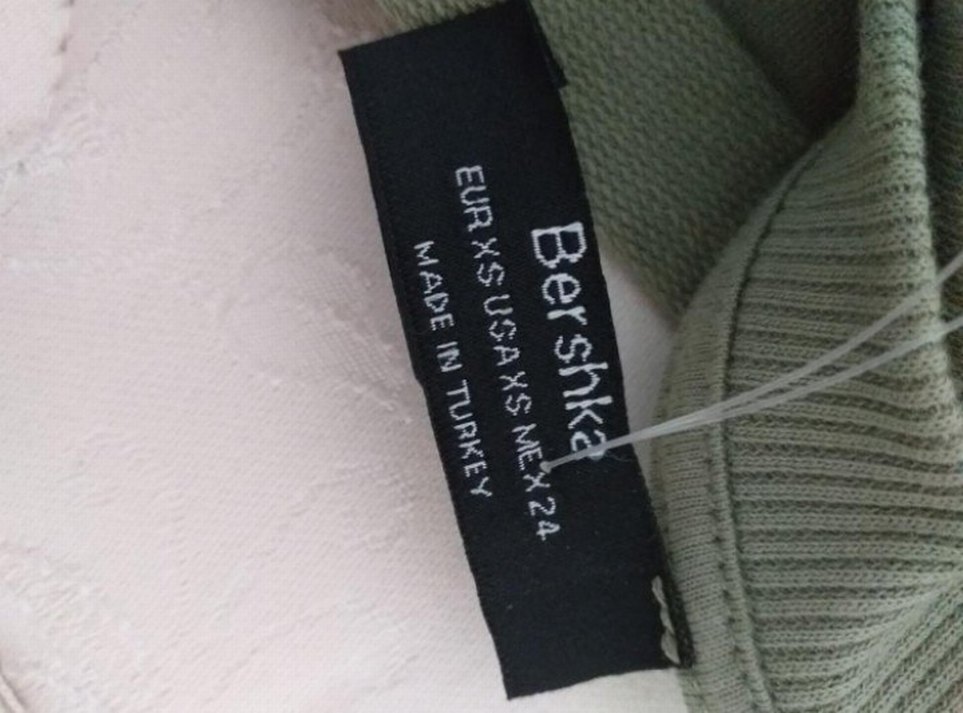 Bershka
EUR XS USA XS MEX 24
MADE IN TURKEY